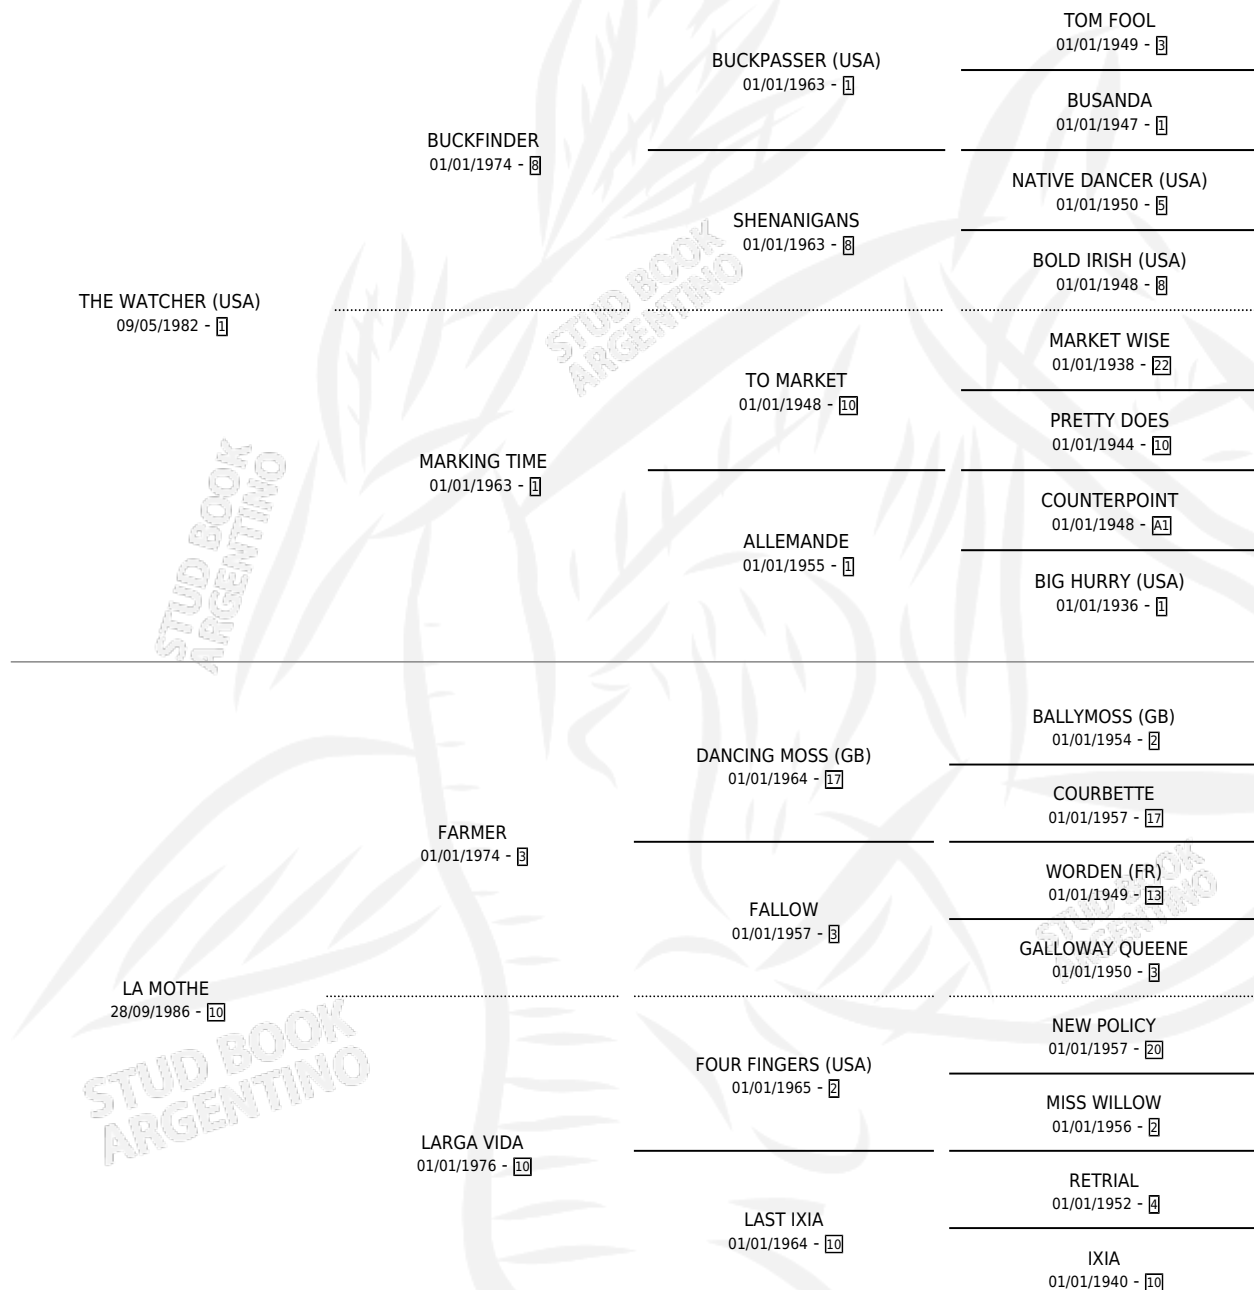 TOM FOOL
01/01/1949 - 3
BUCKPASSER (USA)
01/01/1963 - 1
BUSANDA
01/01/1947 - 1
BUCKFINDER
01/01/1974 - 8
NATIVE DANCER (USA)
01/01/1950 - 5
SHENANIGANS
01/01/1963 - 8
BOLD IRISH (USA)
01/01/1948 - 8
THE WATCHER (USA)
09/05/1982 - 1
MARKET WISE
01/01/1938 - 22
TO MARKET
01/01/1948 - 10
PRETTY DOES
01/01/1944 - 10
MARKING TIME
01/01/1963 - 1
COUNTERPOINT
01/01/1948 - A1
ALLEMANDE
01/01/1955 - 1
BIG HURRY (USA)
01/01/1936 - 1
BALLYMOSS (GB)
01/01/1954 - 2
DANCING MOSS (GB)
01/01/1964 - 17
COURBETTE
01/01/1957 - 17
FARMER
01/01/1974 - 3
WORDEN (FR)
01/01/1949 - 13
FALLOW
01/01/1957 - 3
GALLOWAY QUEENE
01/01/1950 - 3
LA MOTHE
28/09/1986 - 10
NEW POLICY
01/01/1957 - 20
FOUR FINGERS (USA)
01/01/1965 - 2
MISS WILLOW
01/01/1956 - 2
LARGA VIDA
01/01/1976 - 10
RETRIAL
01/01/1952 - 4
LAST IXIA
01/01/1964 - 10
IXIA
01/01/1940 - 10
STUD BOOK
ARGENTINO
STUD BOOK
ARGENTINO
STUD BOOK
ARGENTINO
STUD BOOK
ARGENTINO